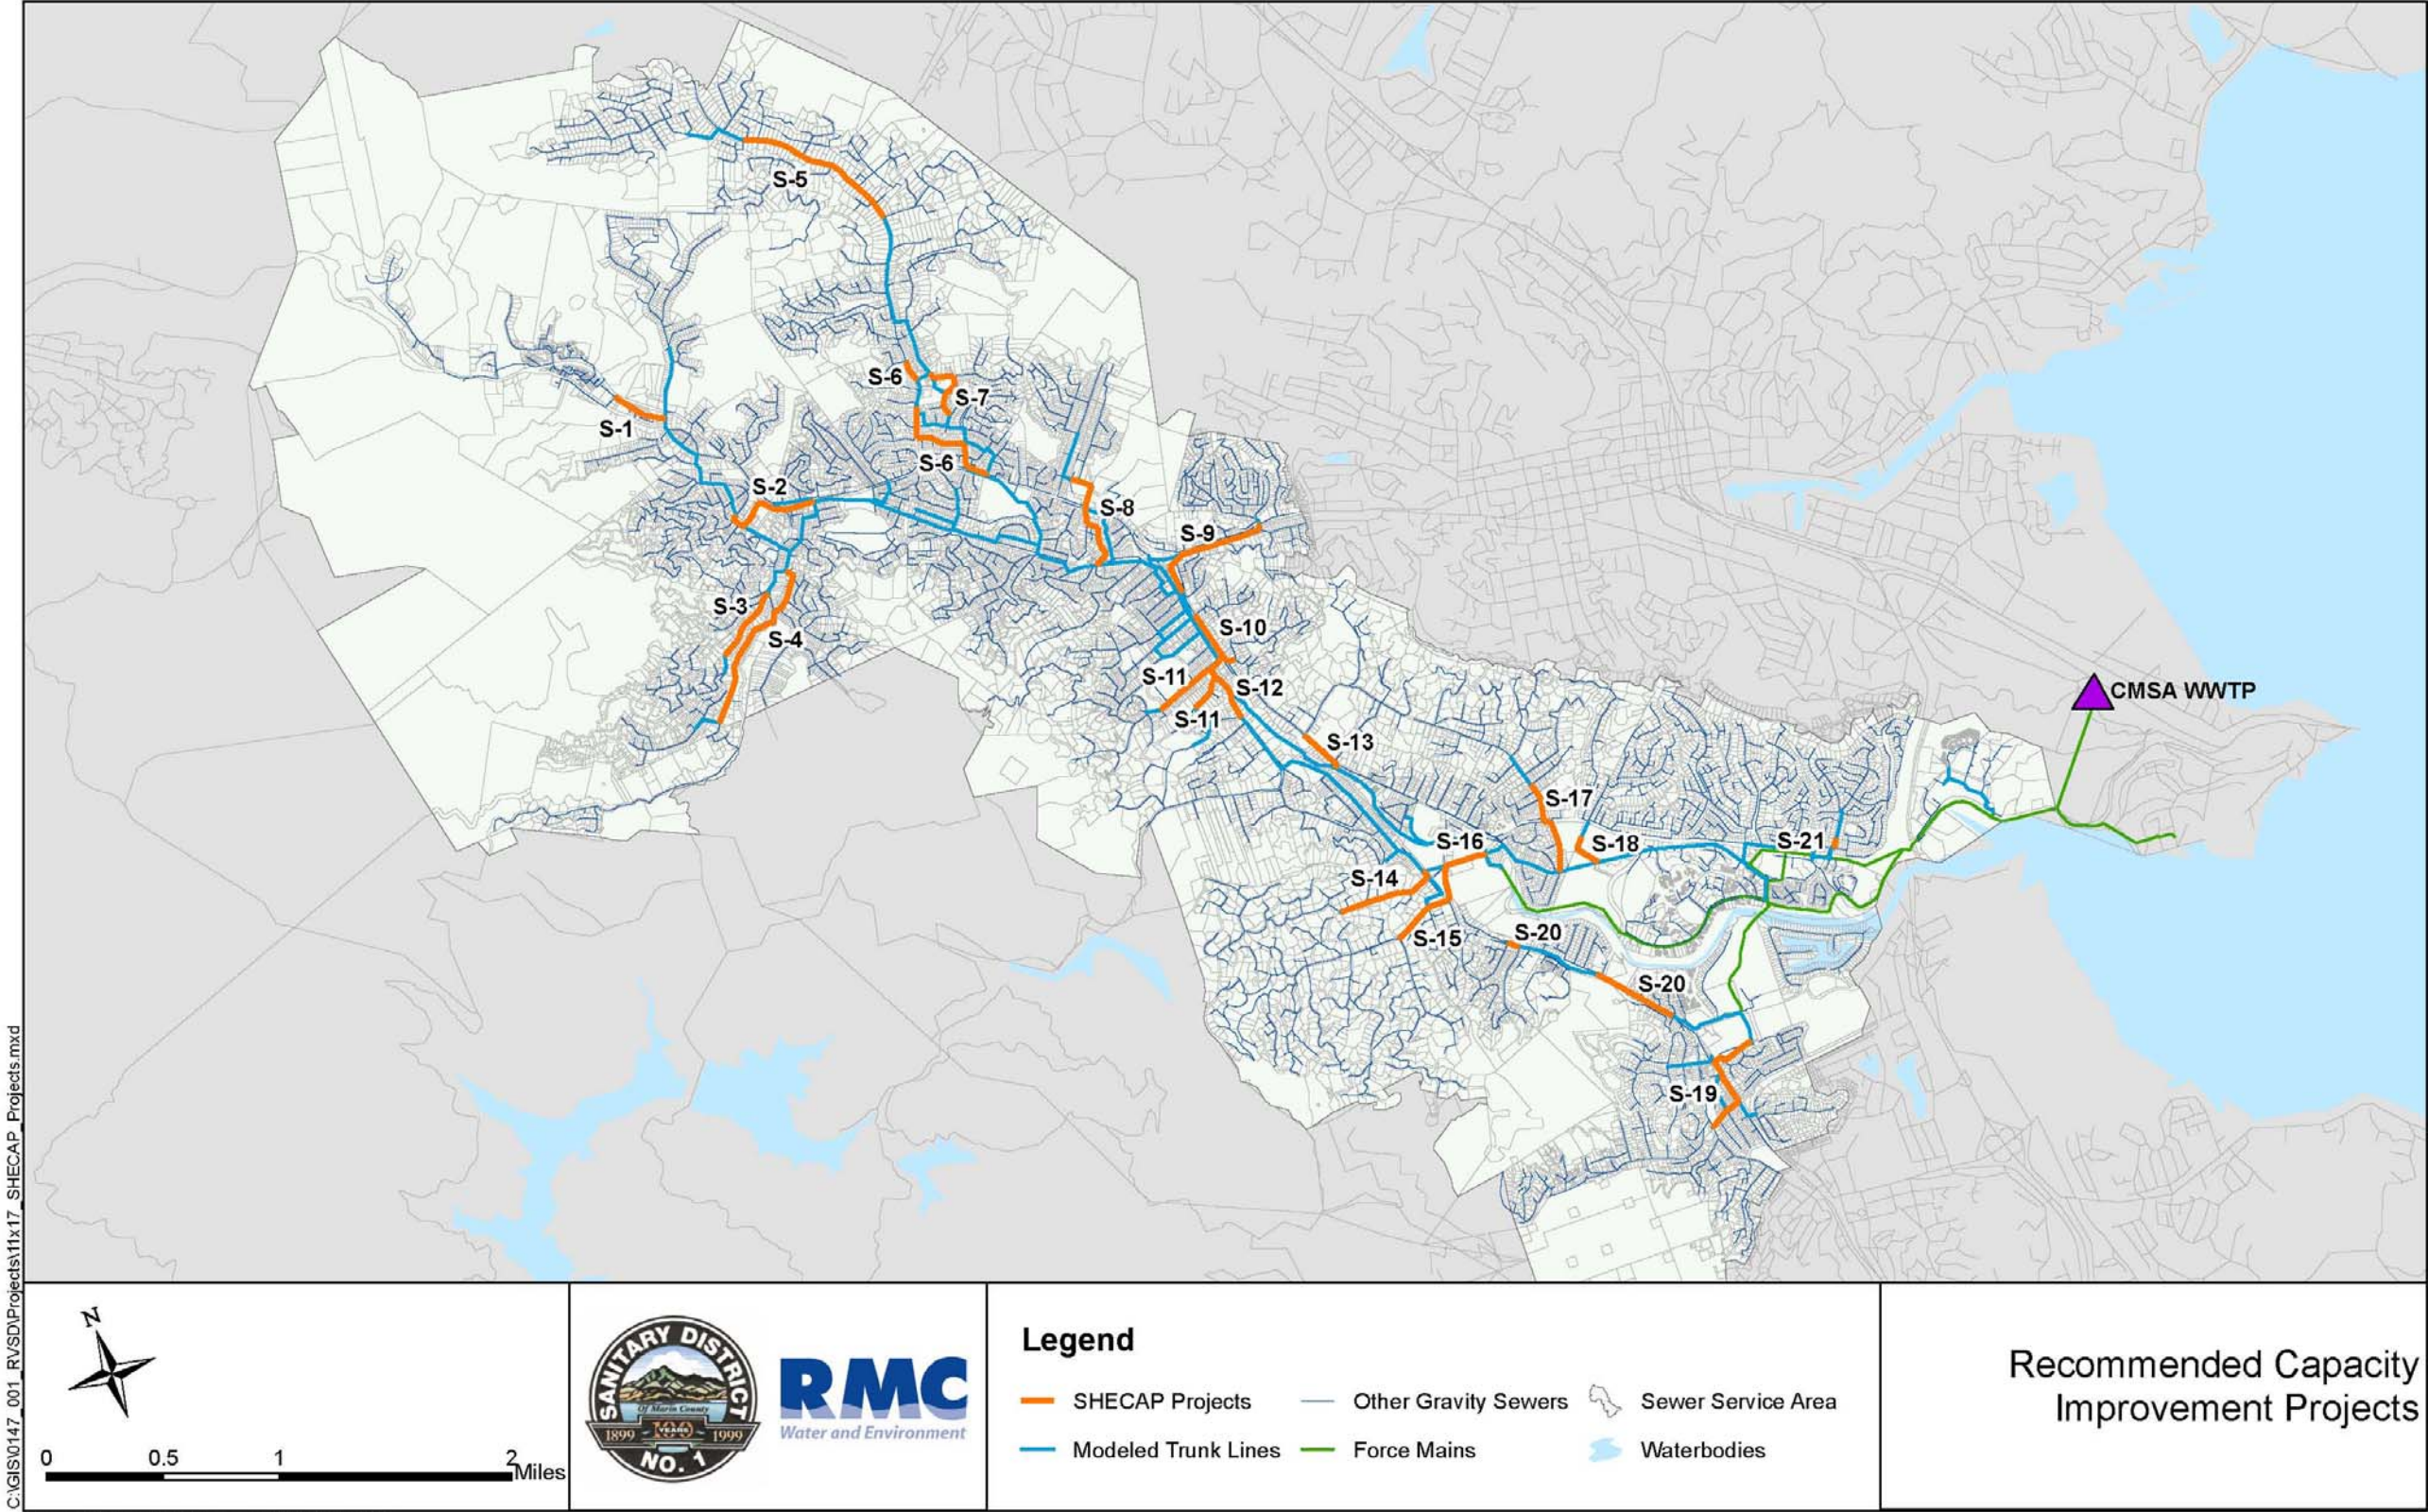 S-5
S-6
S-7
S-1
S-6
S-2
S-8
S-9
S-3
S-4
S-10
S-11
S-12
S-11
S-13
CMSA WWTP
S-17
S-16
S-18
S-21
S-14
S-15
S-20
S-20
S-19
C:\GIS\0147_001_RVSD\Projects\11x17_SHECAP_Projects.mxd
N
0 0.5 1 2 Miles
SANITARY DISTRICT
Of Marin County
1899 100 YEARS 1999
NO. 1
RMC
Water and Environment
Legend
SHECAP Projects
Modeled Trunk Lines
Other Gravity Sewers
Force Mains
Sewer Service Area
Waterbodies
Recommended Capacity
Improvement Projects